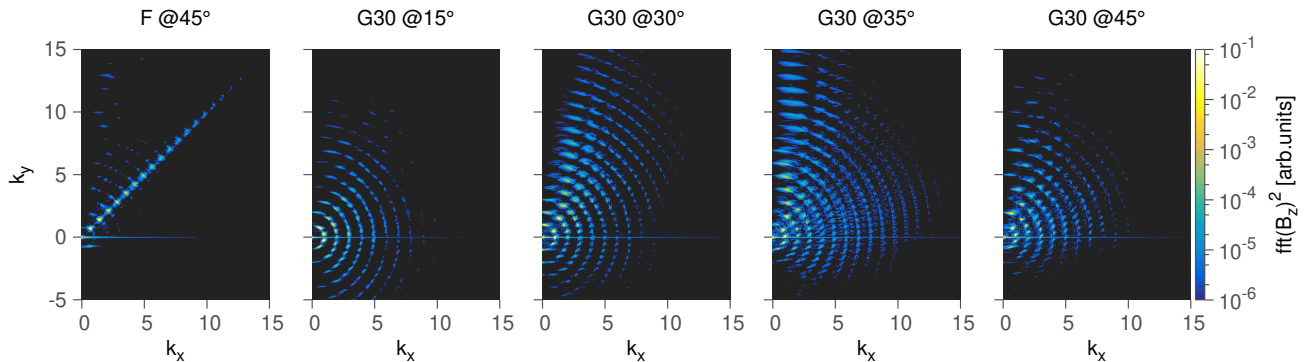 F @45° G30 @15° G30 @30° G30 @35° G30 @45°
15
10
5
0
-5
k_y
0 5 10 15 0 5 10 15 0 5 10 15 0 5 10 15 0 5 10 15
k_x k_x k_x k_x k_x
10^-1
10^-2
10^-3
10^-4
10^-5
10^-6
fft(B_z)^2 [arb.units]